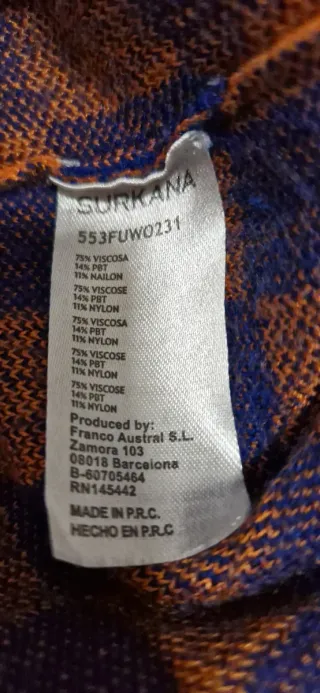 SURKANA
553FUWO231
75% VISCOSA
14% PBT
11% NAILON
75% VISCOSE
14% PBT
11% NYLON
75% VISCOSA
14% PBT
11% NYLON
75% VISCOSE
14% PBT
11% NYLON
75% VISCOSE
14% PBT
11% NYLON
Produced by:
Franco Austral S.L.
Zamora 103
08018 Barcelona
B-60705464
RN145442
MADE IN P.R.C.
HECHO EN P.R.C